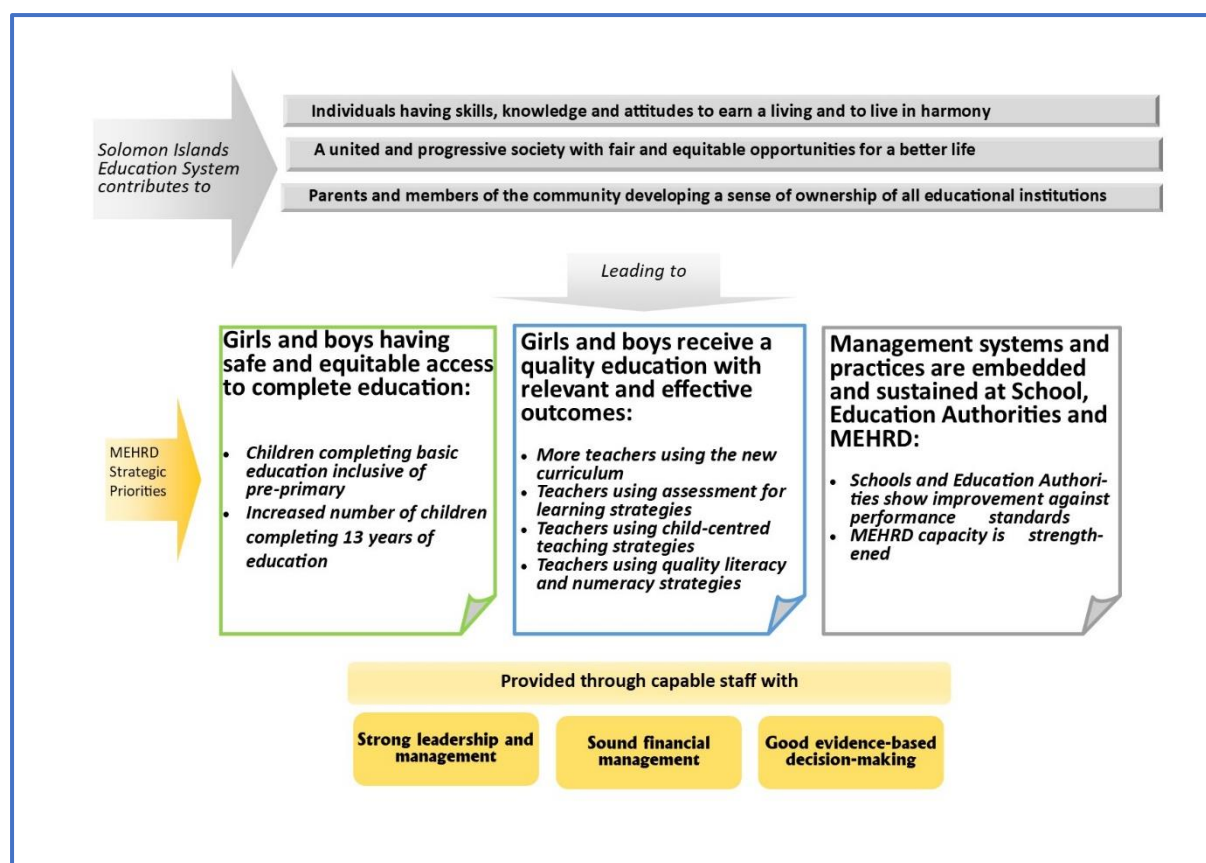 Solomon Islands
Education System
contributes to
Individuals having skills, knowledge and attitudes to earn a living and to live in harmony
A united and progressive society with fair and equitable opportunities for a better life
Parents and members of the community developing a sense of ownership of all educational institutions
Leading to
MEHRD
Strategic
Priorities
Girls and boys having
safe and equitable access
to complete education:
• Children completing basic
education inclusive of
pre-primary
• Increased number of children
completing 13 years of
education
Girls and boys receive a
quality education with
relevant and effective
outcomes:
• More teachers using the new
curriculum
• Teachers using assessment for
learning strategies
• Teachers using child-centred
teaching strategies
• Teachers using quality literacy
and numeracy strategies
Management systems and
practices are embedded
and sustained at School,
Education Authorities and
MEHRD:
• Schools and Education Authori-
ties show improvement against
performance standards
• MEHRD capacity is strength-
ened
Provided through capable staff with
Strong leadership and
management
Sound financial
management
Good evidence-based
decision-making